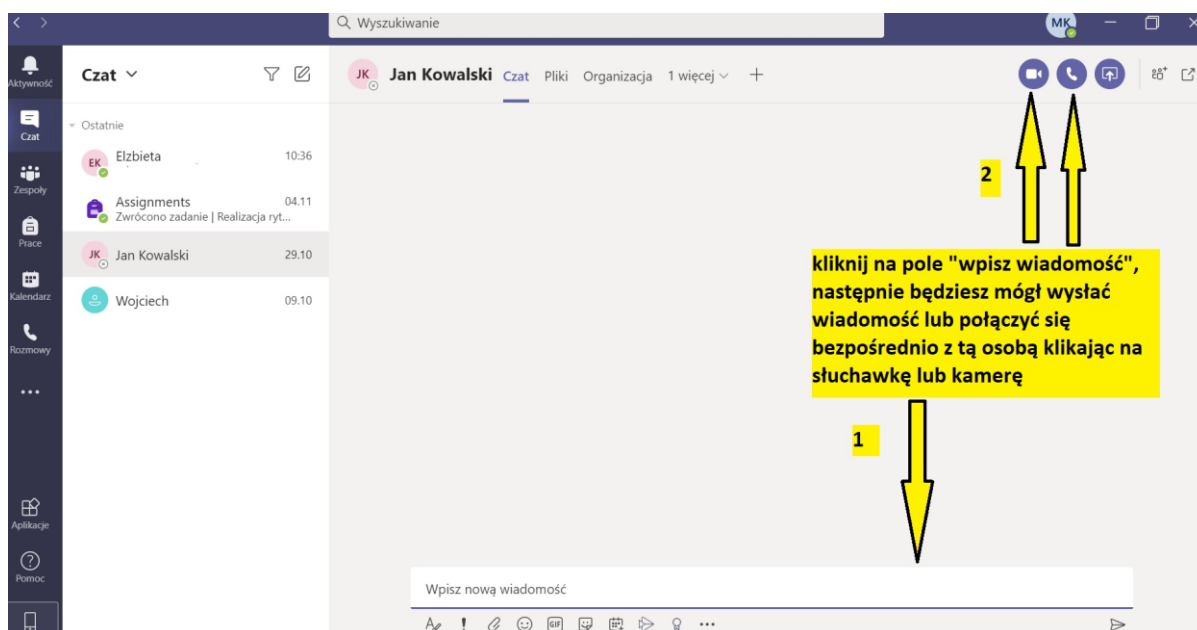 Wyszukiwanie
MK
Aktywność
Czat
JK Jan Kowalski Czat Pliki Organizacja 1 więcej +
Czat
Ostatnie
EK Elzbieta 10:36
Zespoły
Assignments 04.11
Zwrócono zadanie | Realizacja ryt...
Prace
JK Jan Kowalski 29.10
Kalendarz
Wojciech 09.10
Rozmowy
2
kliknij na pole "wpisz wiadomość",
następnie będziesz mógł wysłać
wiadomość lub połączyć się
bezpośrednio z tą osobą klikając na
słuchawkę lub kamerę
1
Aplikacje
Pomoc
Wpisz nową wiadomość
GIF